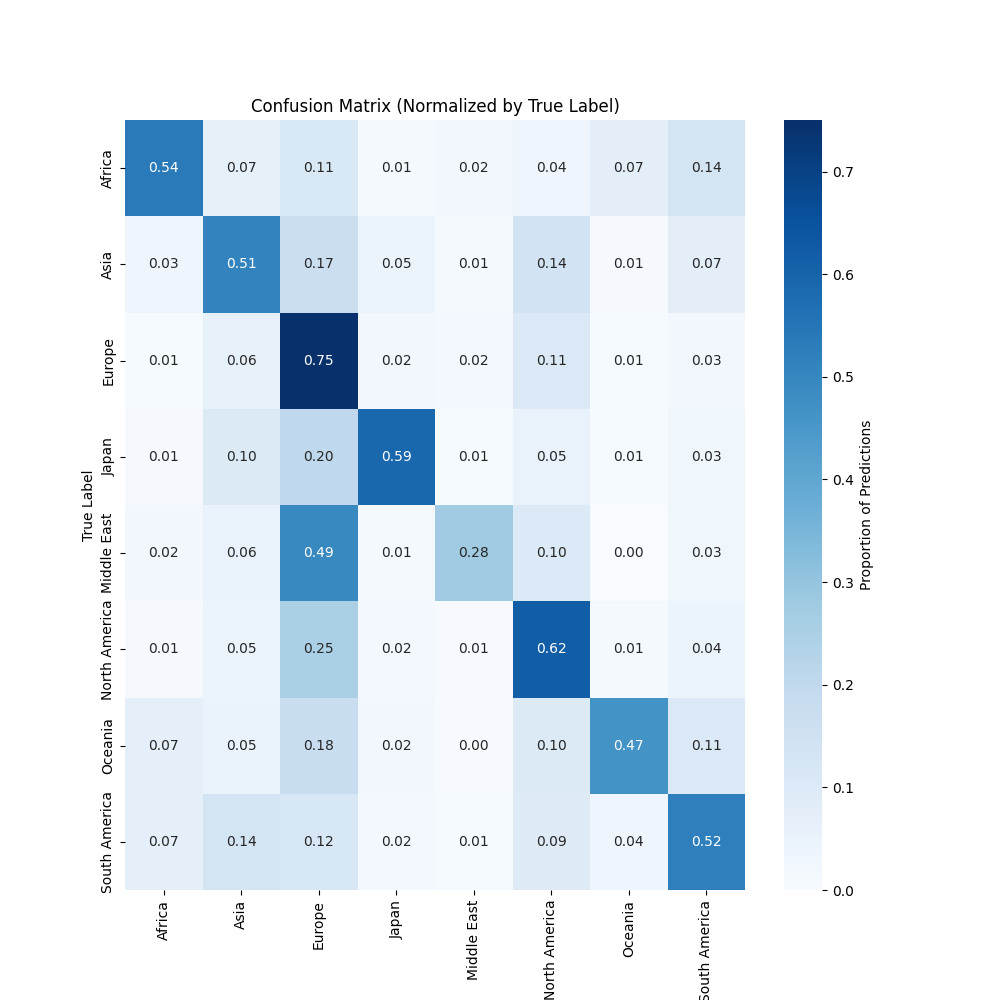 Confusion Matrix (Normalized by True Label)
Africa 0.54 0.07 0.11 0.01 0.02 0.04 0.07 0.14
Asia 0.03 0.51 0.17 0.05 0.01 0.14 0.01 0.07
Europe 0.01 0.06 0.75 0.02 0.02 0.11 0.01 0.03
Japan 0.01 0.10 0.20 0.59 0.01 0.05 0.01 0.03
Middle East 0.02 0.06 0.49 0.01 0.28 0.10 0.00 0.03
North America 0.01 0.05 0.25 0.02 0.01 0.62 0.01 0.04
Oceania 0.07 0.05 0.18 0.02 0.00 0.10 0.47 0.11
South America 0.07 0.14 0.12 0.02 0.01 0.09 0.04 0.52
True Label
Africa Asia Europe Japan Middle East North America Oceania South America
0.7
0.6
0.5
0.4
0.3
0.2
0.1
0.0
Proportion of Predictions